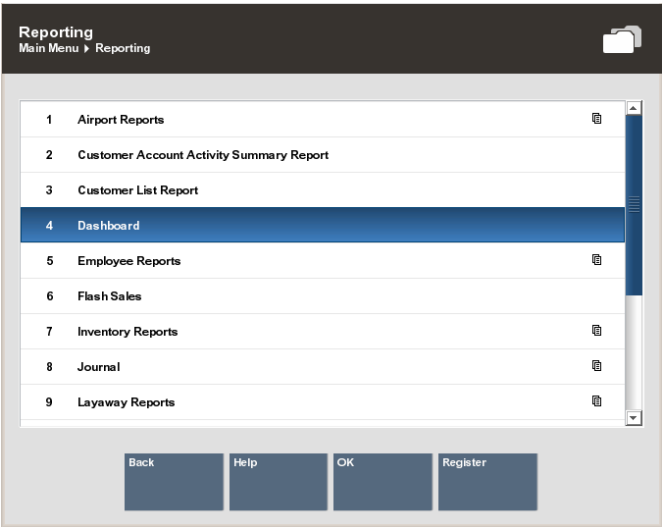 Reporting
Main Menu ▸ Reporting
1 Airport Reports
2 Customer Account Activity Summary Report
3 Customer List Report
4 Dashboard
5 Employee Reports
6 Flash Sales
7 Inventory Reports
8 Journal
9 Layaway Reports
Back Help OK Register